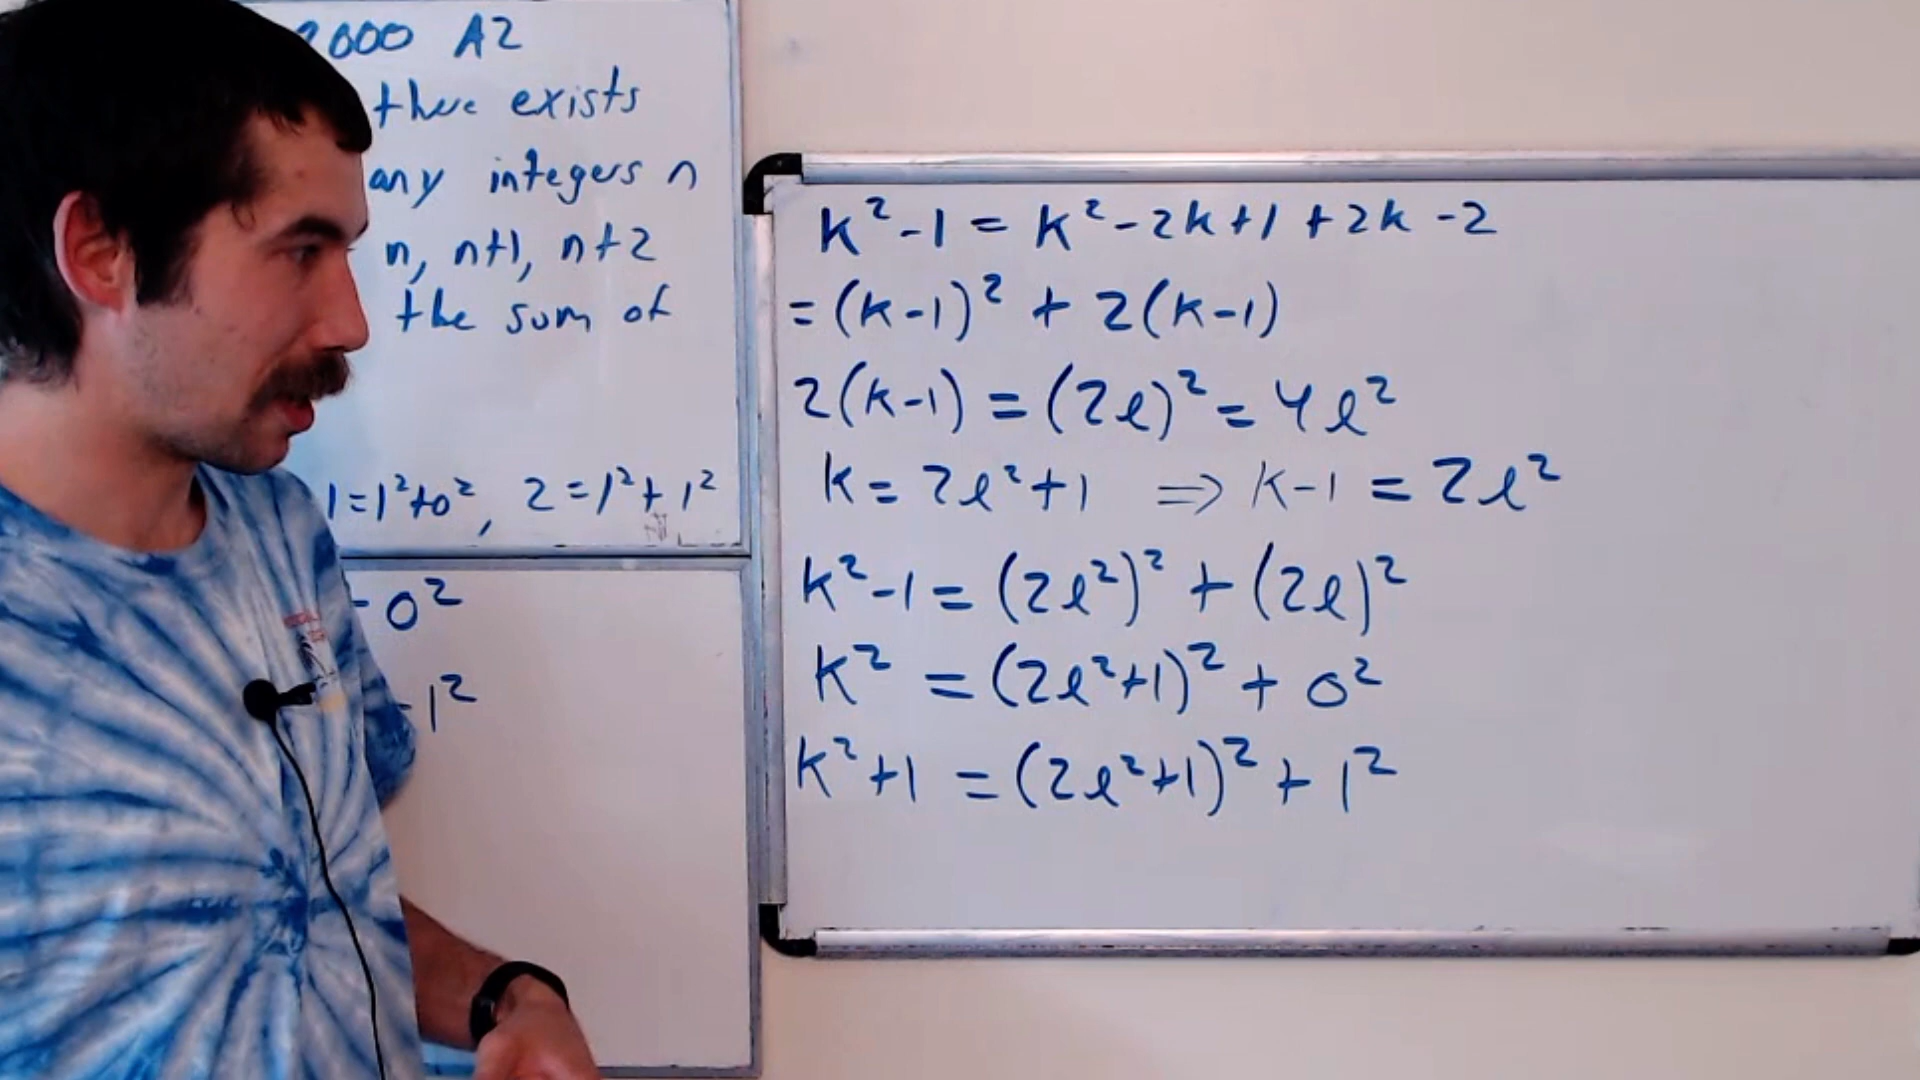 2000 A2
there exists
any integers n
n, n+1, n+2
the sum of
1=1²+0², 2=1²+1²
0²
1²
k²-1 = k²-2k+1+2k-2
= (k-1)² + 2(k-1)
2(k-1) = (2ℓ)² = 4ℓ²
k = 2ℓ²+1 ⇒ k-1 = 2ℓ²
k²-1 = (2ℓ²)² + (2ℓ)²
k² = (2ℓ²+1)² + 0²
k²+1 = (2ℓ²+1)² + 1²